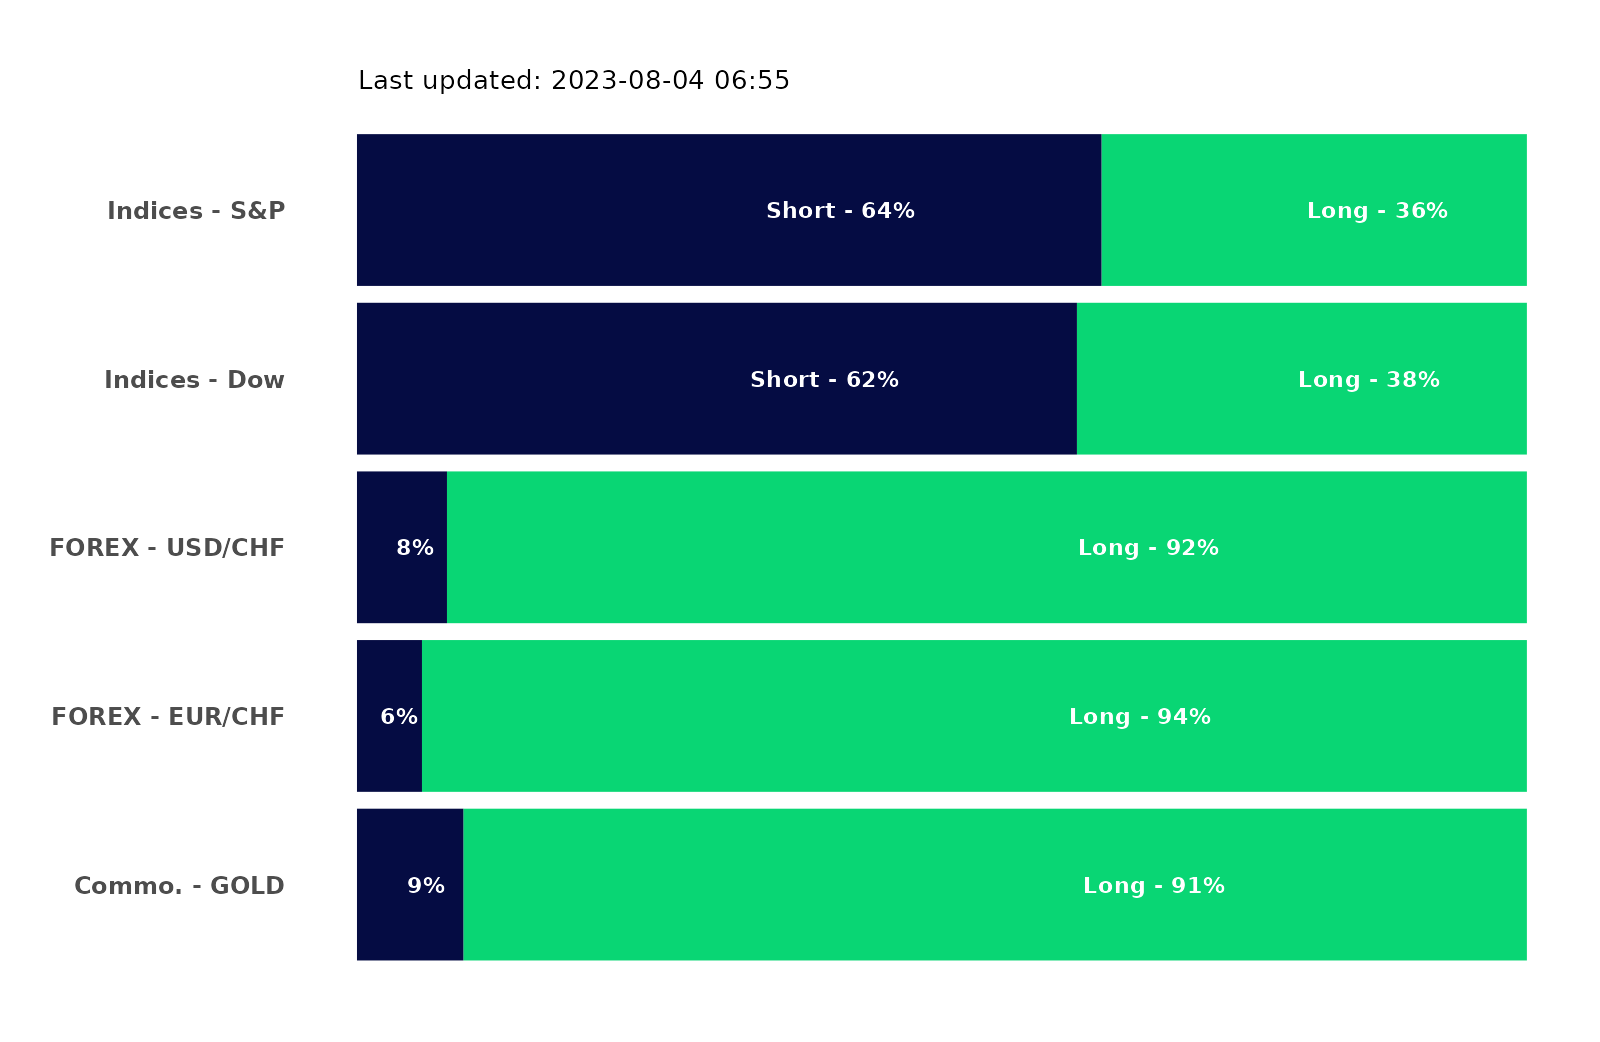 Last updated: 2023-08-04 06:55
Indices - S&P Short - 64% Long - 36%
Indices - Dow Short - 62% Long - 38%
FOREX - USD/CHF 8% Long - 92%
FOREX - EUR/CHF 6% Long - 94%
Commo. - GOLD 9% Long - 91%